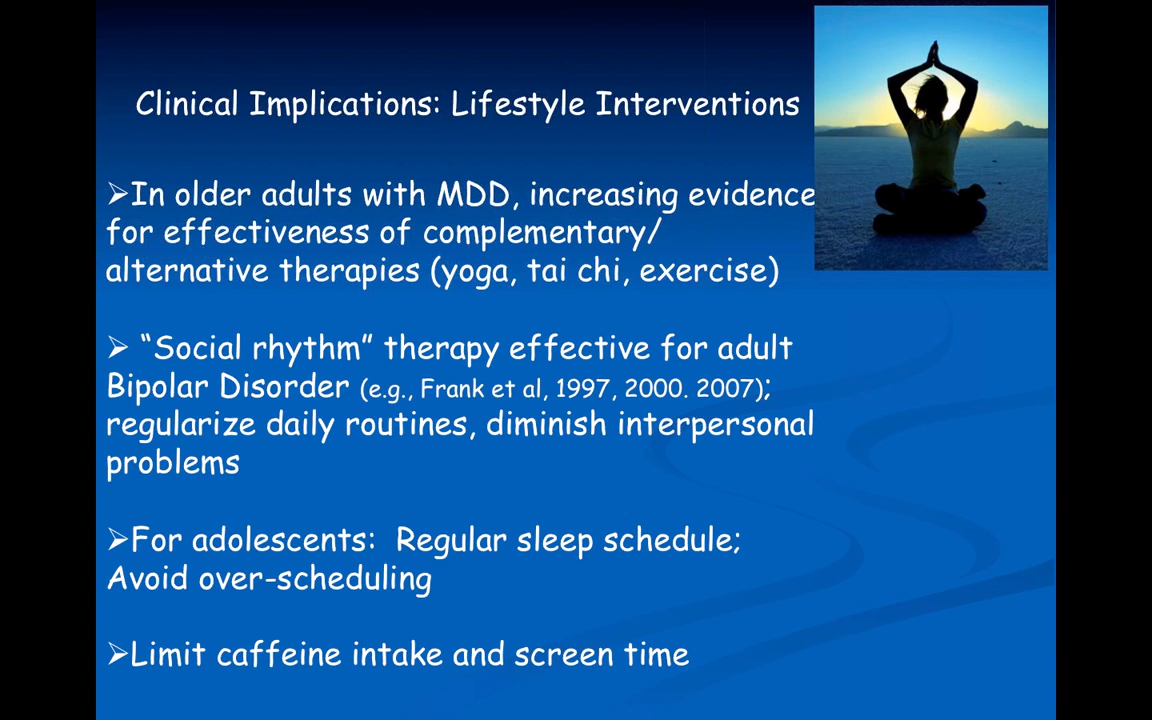 Clinical Implications: Lifestyle Interventions
➢In older adults with MDD, increasing evidence
for effectiveness of complementary/
alternative therapies (yoga, tai chi, exercise)
➢ “Social rhythm” therapy effective for adult
Bipolar Disorder (e.g., Frank et al, 1997, 2000. 2007);
regularize daily routines, diminish interpersonal
problems
➢For adolescents:  Regular sleep schedule;
Avoid over-scheduling
➢Limit caffeine intake and screen time